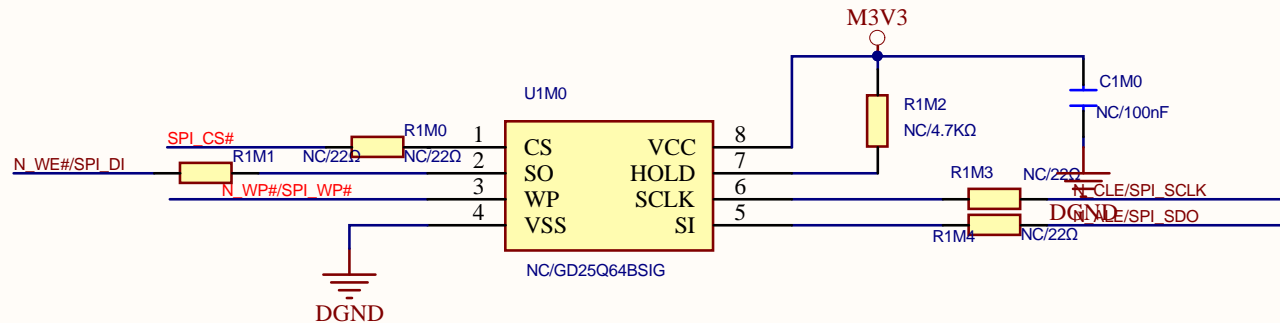 M3V3
U1M0
C1M0
NC/100nF
R1M2
NC/4.7KΩ
SPI_CS#
R1M0
1
CS
VCC
8
N_WE#/SPI_DI
R1M1
NC/22Ω
NC/22Ω
2
SO
HOLD
7
N_WP#/SPI_WP#
3
WP
SCLK
6
R1M3
NC/22Ω
N_CLE/SPI_SCLK
4
VSS
SI
5
DGND
N_ALE/SPI_SDO
R1M4
NC/22Ω
NC/GD25Q64BSIG
DGND